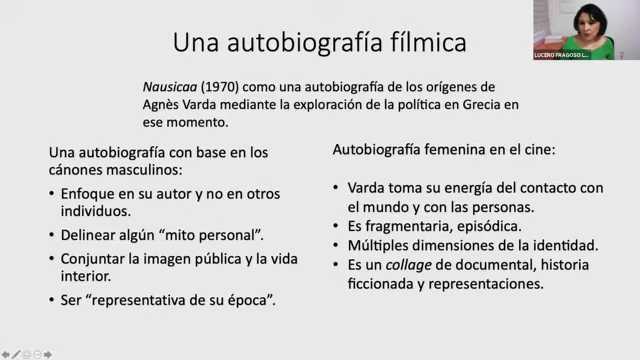 Una autobiografía fílmica
LUCERO FRAGOSO L...
Nausicaa (1970) como una autobiografía de los orígenes de
Agnès Varda mediante la exploración de la política en Grecia en
ese momento.
Una autobiografía con base en los
cánones masculinos:
• Enfoque en su autor y no en otros
individuos.
• Delinear algún “mito personal”.
• Conjuntar la imagen pública y la vida
interior.
• Ser “representativa de su época”.
Autobiografía femenina en el cine:
• Varda toma su energía del contacto con
el mundo y con las personas.
• Es fragmentaria, episódica.
• Múltiples dimensiones de la identidad.
• Es un collage de documental, historia
ficcionada y representaciones.